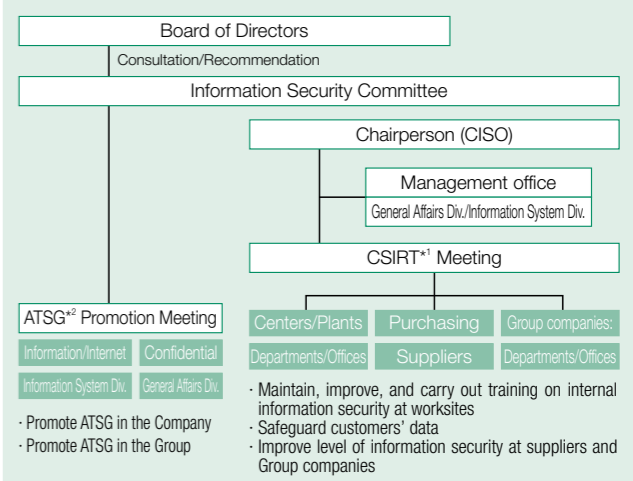 Board of Directors
Consultation/Recommendation
Information Security Committee
Chairperson (CISO)
Management office
General Affairs Div./Information System Div.
CSIRT*1 Meeting
ATSG*2 Promotion Meeting
Information/Internet Confidential
Information System Div. General Affairs Div.
· Promote ATSG in the Company
· Promote ATSG in the Group
Centers/Plants Purchasing Group companies:
Departments/Offices Suppliers Departments/Offices
· Maintain, improve, and carry out training on internal
information security at worksites
· Safeguard customers' data
· Improve level of information security at suppliers and
Group companies